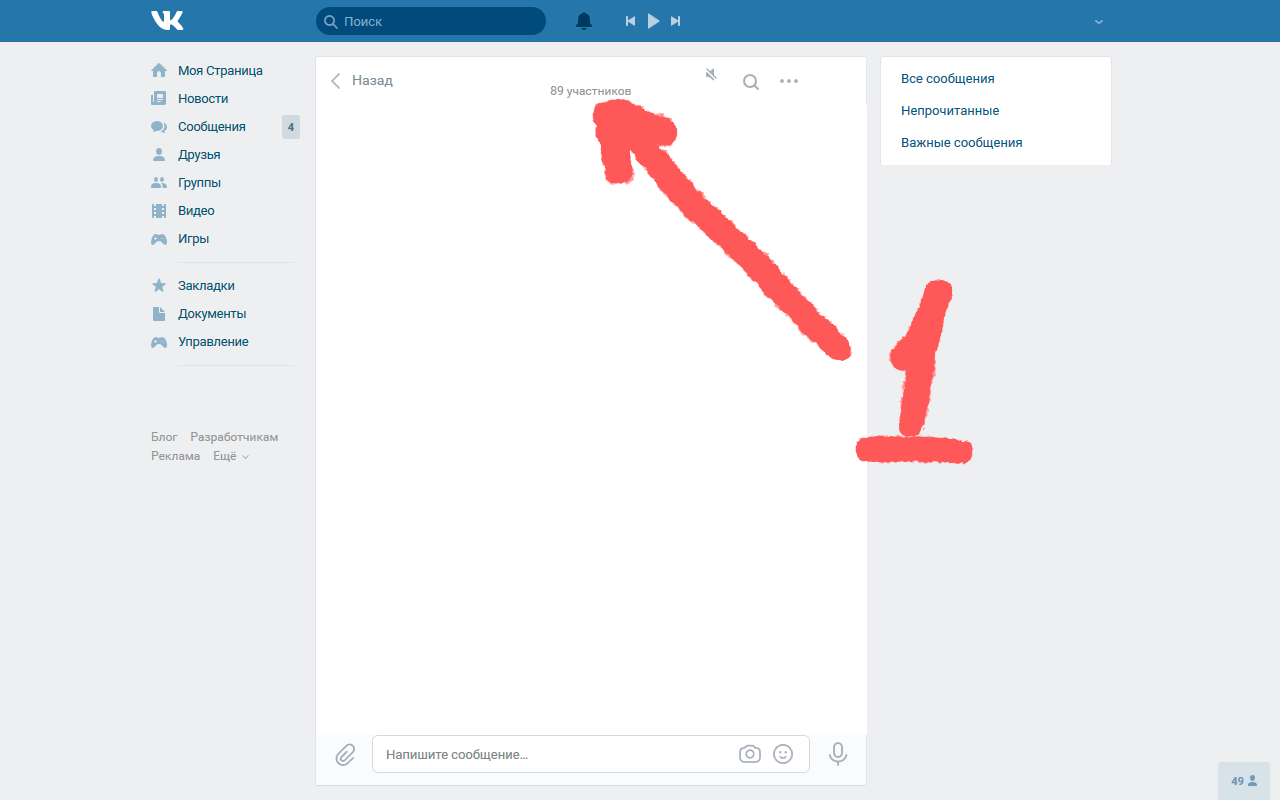 Поиск
Моя Страница
Новости
Сообщения 4
Друзья
Группы
Видео
Игры
Закладки
Документы
Управление
Блог Разработчикам
Реклама Ещё
Назад
89 участников
Напишите сообщение...
Все сообщения
Непрочитанные
Важные сообщения
1
49